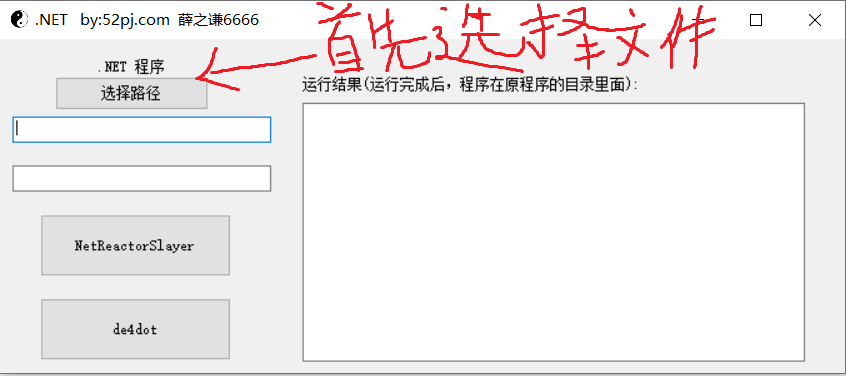 .NET by:52pj.com 薛之谦6666
首先选择文件
.NET 程序
选择路径
运行结果(运行完成后，程序在原程序的目录里面):
NetReactorSlayer
de4dot